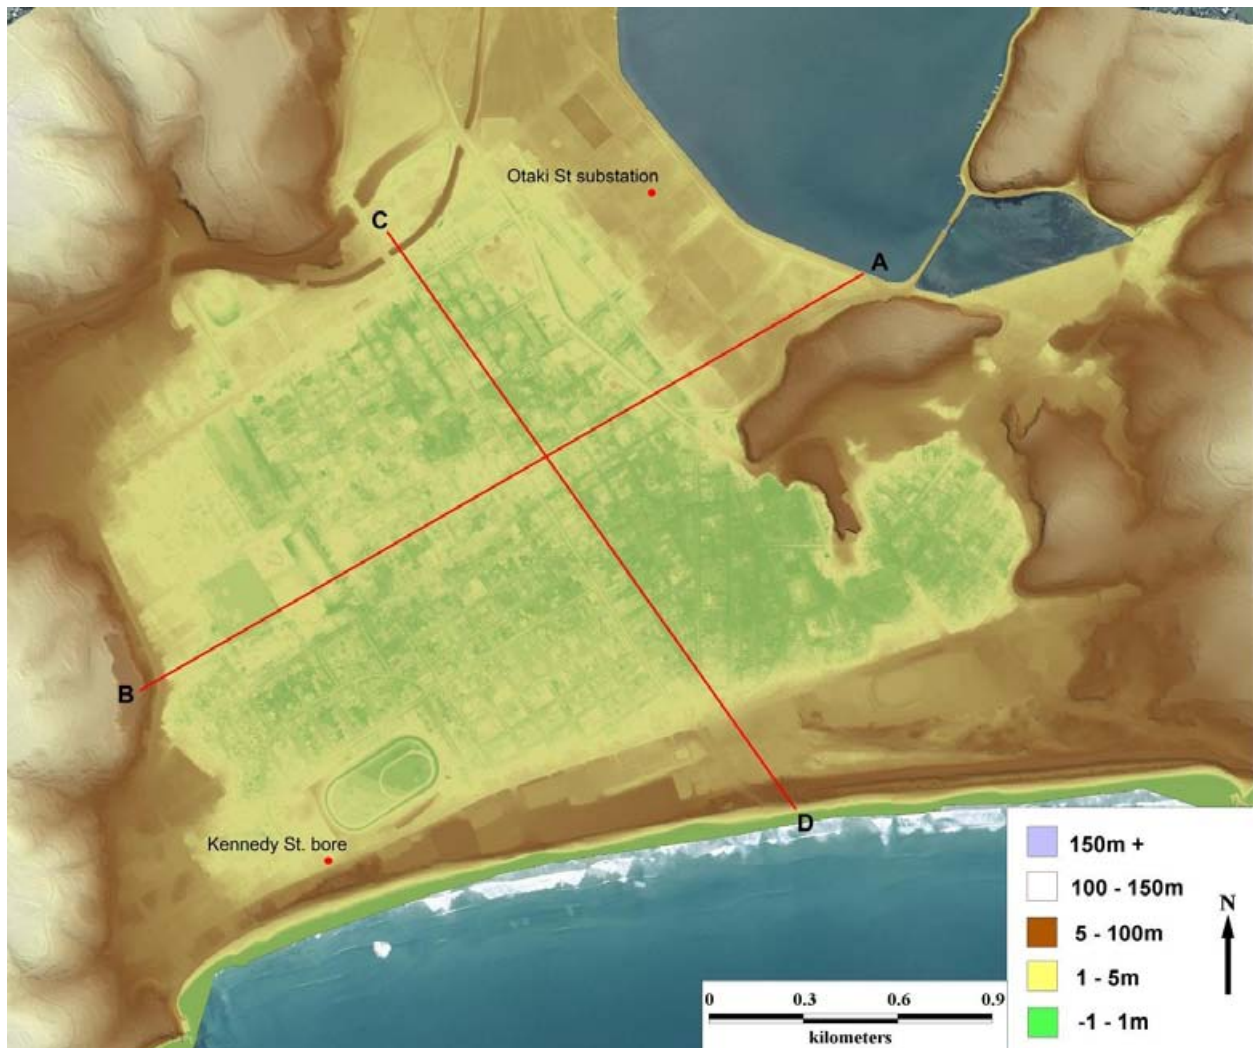 Otaki St substation
C
A
B
Kennedy St. bore
D
150m +
100 - 150m
5 - 100m
1 - 5m
-1 - 1m
N
0 0.3 0.6 0.9
kilometers